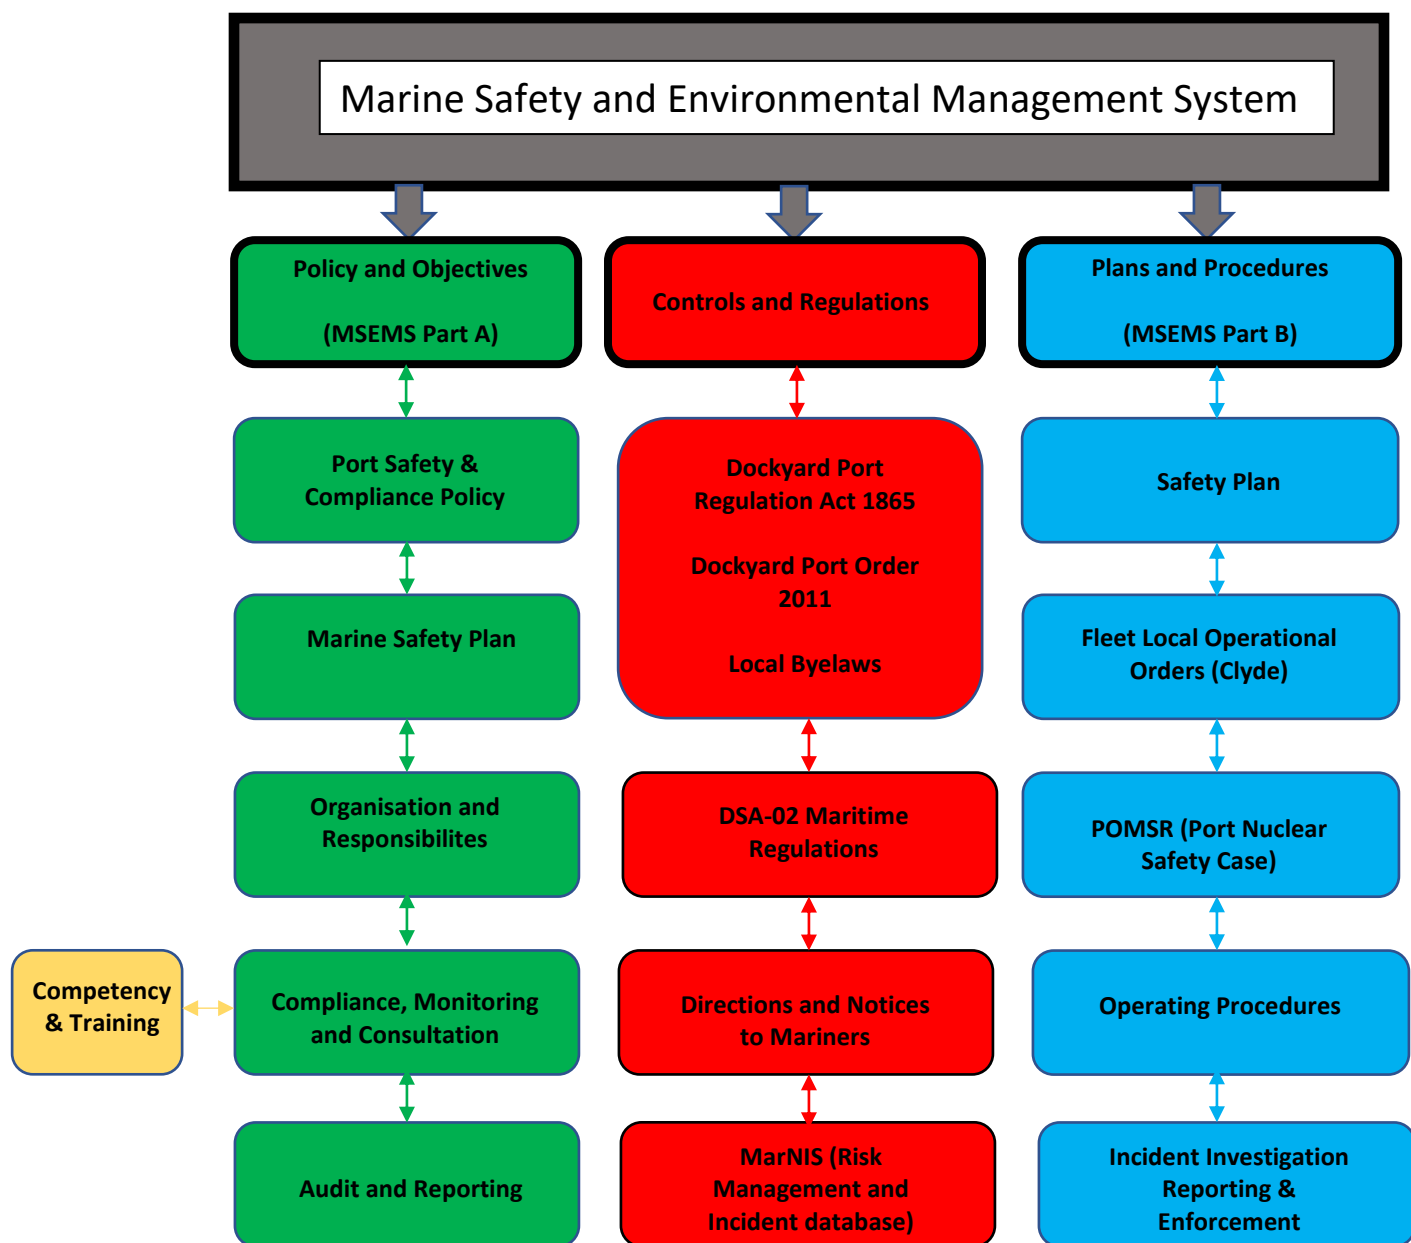 Marine Safety and Environmental Management System
Policy and Objectives
(MSEMS Part A)
Controls and Regulations
Plans and Procedures
(MSEMS Part B)
Port Safety &
Compliance Policy
Dockyard Port
Regulation Act 1865
Dockyard Port Order
2011
Local Byelaws
Safety Plan
Marine Safety Plan
Fleet Local Operational
Orders (Clyde)
Organisation and
Responsibilites
DSA-02 Maritime
Regulations
POMSR (Port Nuclear
Safety Case)
Competency
& Training
Compliance, Monitoring
and Consultation
Directions and Notices
to Mariners
Operating Procedures
Audit and Reporting
MarNIS (Risk
Management and
Incident database)
Incident Investigation
Reporting &
Enforcement